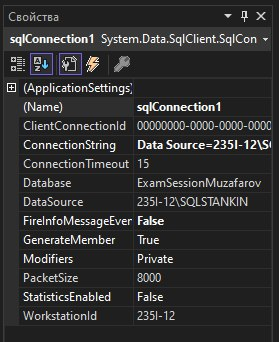 Свойства
sqlConnection1 System.Data.SqlClient.SqlCon
(ApplicationSettings)
(Name) sqlConnection1
ClientConnectionId 00000000-0000-0000-0000
ConnectionString Data Source=235I-12\SQ
ConnectionTimeout 15
Database ExamSessionMuzafarov
DataSource 235I-12\SQLSTANKIN
FireInfoMessageEven False
GenerateMember True
Modifiers Private
PacketSize 8000
StatisticsEnabled False
WorkstationId 235I-12